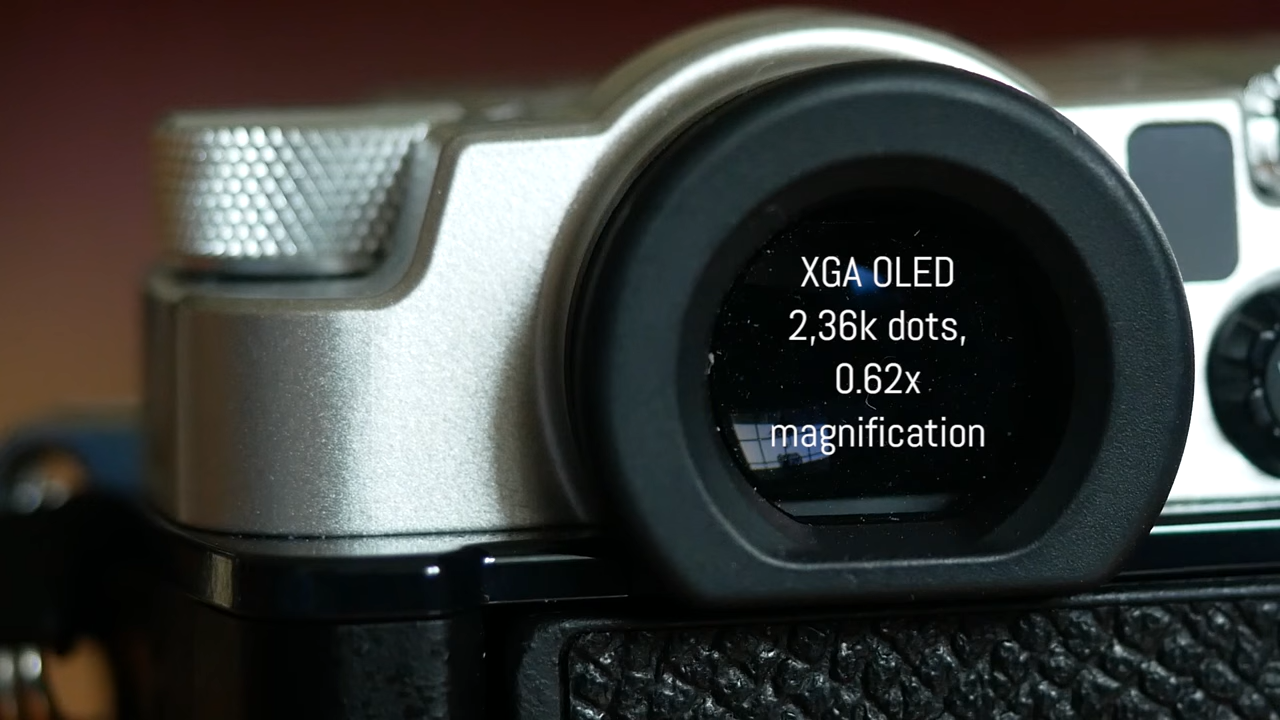 XGA OLED
2,36k dots,
0.62x
magnification